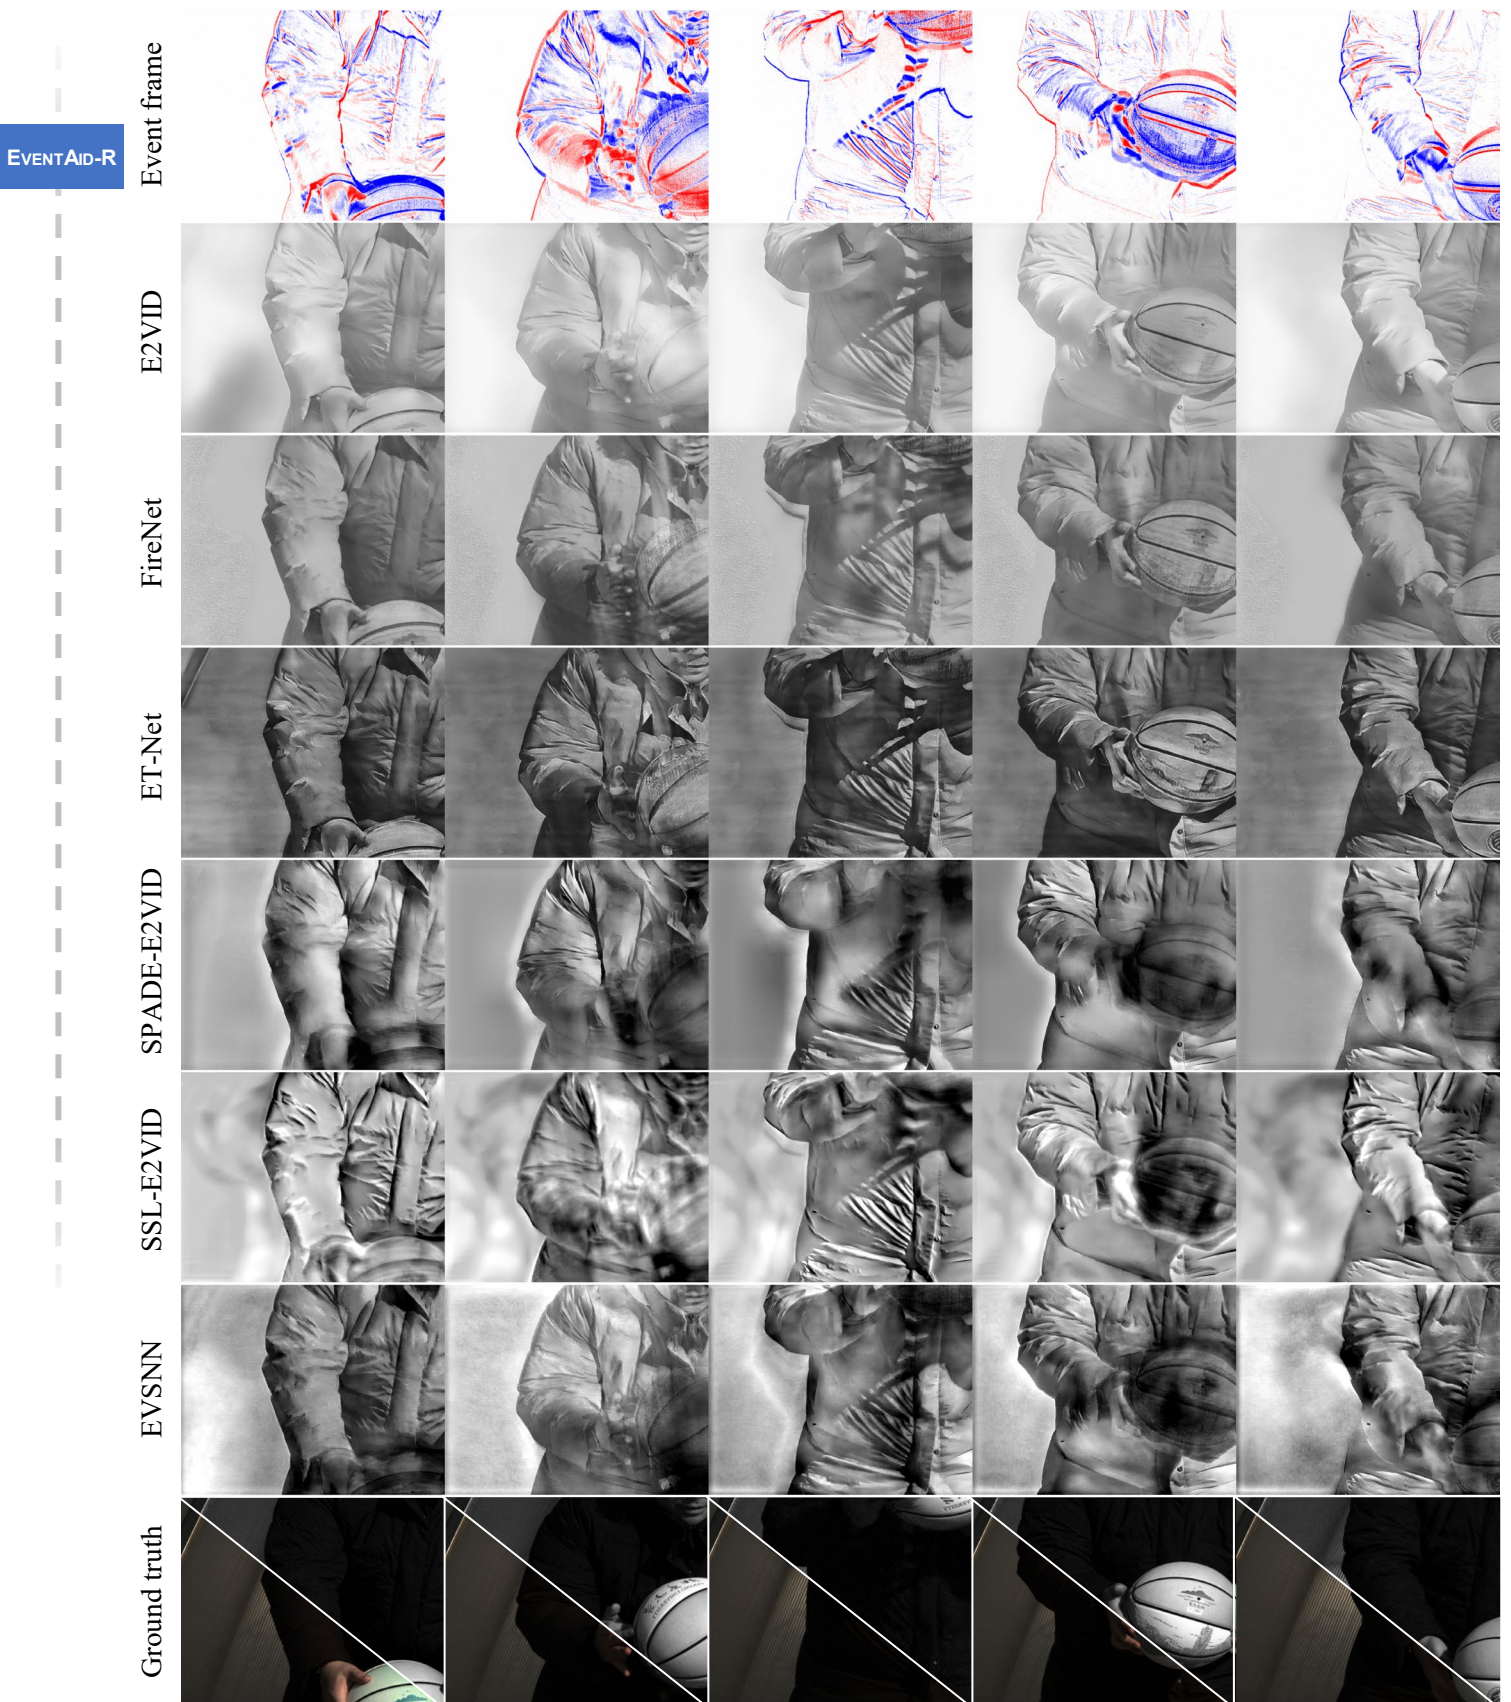 EVENTAID-R
Event frame
E2VID
FireNet
ET-Net
SPADE-E2VID
SSL-E2VID
EVSNN
Ground truth